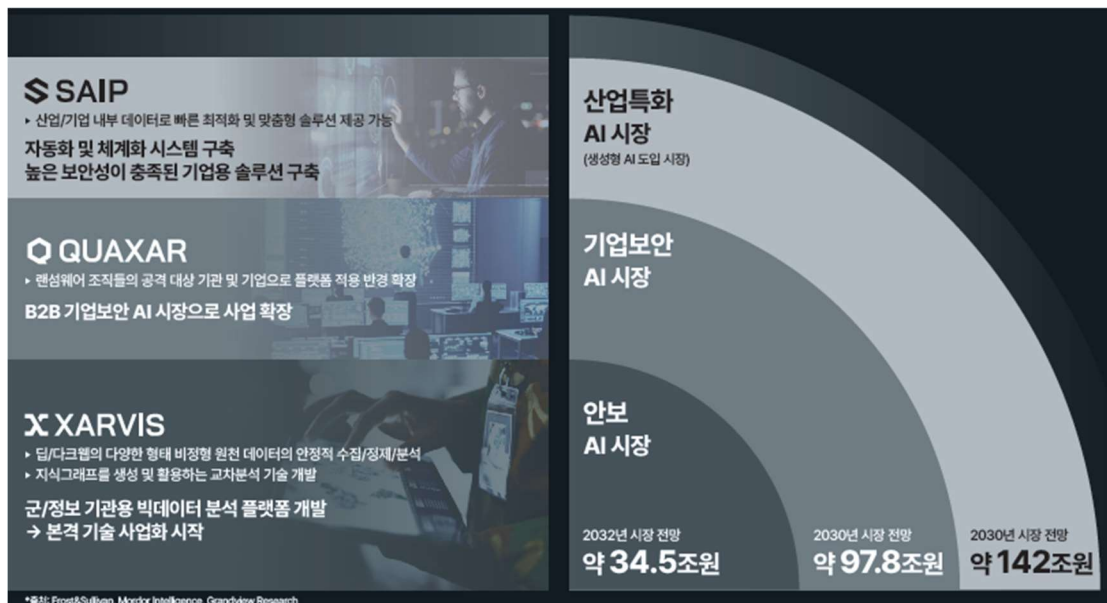 SAIP
▸ 산업/기업 내부 데이터로 빠른 최적화 및 맞춤형 솔루션 제공 가능
자동화 및 체계화 시스템 구축
높은 보안성이 충족된 기업용 솔루션 구축
QUAXAR
▸ 랜섬웨어 조직들의 공격 대상 기관 및 기업으로 플랫폼 적용 반경 확장
B2B 기업보안 AI 시장으로 사업 확장
XARVIS
▸ 딥/다크웹의 다양한 형태 비정형 원천 데이터의 안정적 수집/정제/분석
▸ 지식그래프를 생성 및 활용하는 교차분석 기술 개발
군/정보 기관용 빅데이터 분석 플랫폼 개발
→ 본격 기술 사업화 시작
*출처: Frost&Sullivan, Mordor Intelligence, Grandview Research
산업특화
AI 시장
(생성형 AI 도입 시장)
기업보안
AI 시장
안보
AI 시장
2032년 시장 전망
약 34.5조원
2030년 시장 전망
약 97.8조원
2030년 시장 전망
약 142조원